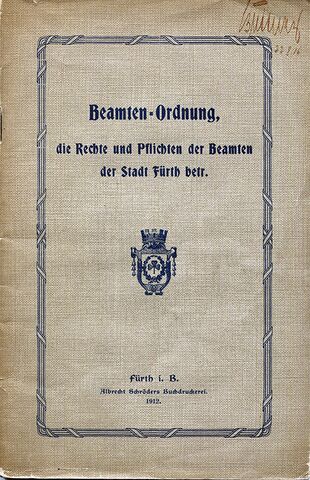 Beamten-Ordnung,
die Rechte und Pflichten der Beamten
der Stadt Fürth betr.
Fürth i. B.
Albrecht Schröders Buchdruckerei.
1912.